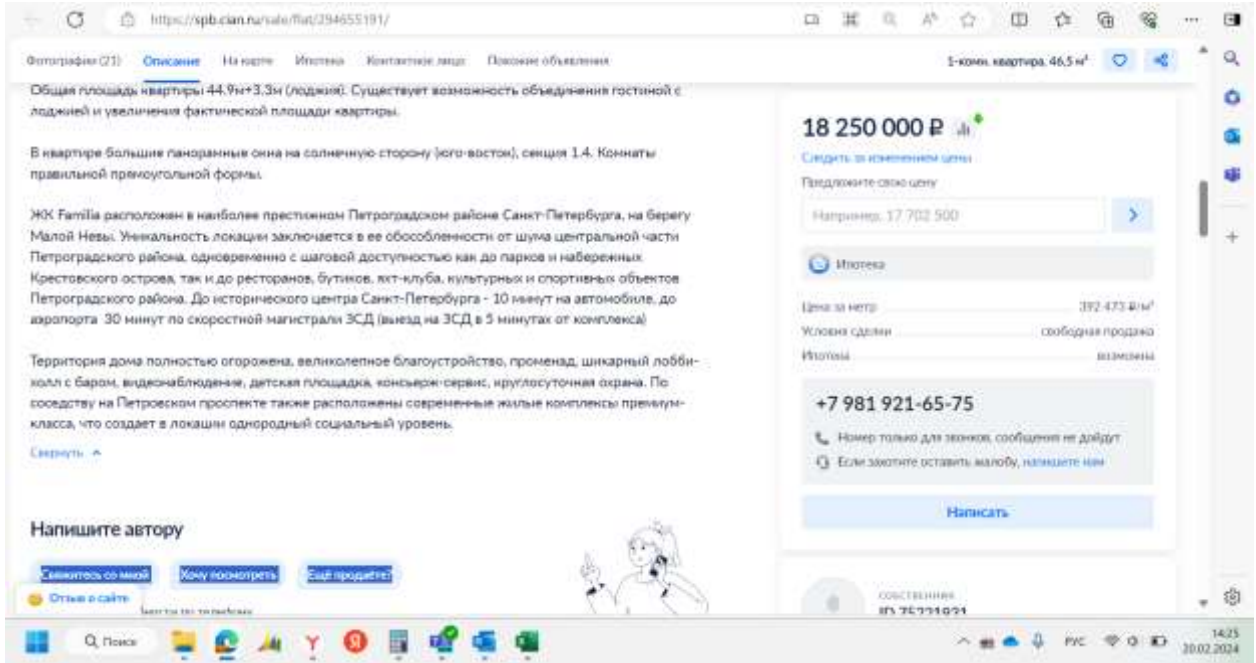 https://spb.cian.ru/sale/flat/294655191/
Фотографии (21) Описание На карте Ипотека Контактное лицо Похожие объявления
1-комн. квартира, 46,5 м²
Общая площадь квартиры 44.9м+3.3м (лоджия). Существует возможность объединения гостиной с
лоджией и увеличения фактической площади квартиры.
В квартире большие панорамные окна на солнечную сторону (юго-восток), секция 1.4. Комнаты
правильной прямоугольной формы.
ЖК Familia расположен в наиболее престижном Петроградском районе Санкт-Петербурга, на берегу
Малой Невы. Уникальность локации заключается в ее обособленности от шума центральной части
Петроградского района, одновременно с шаговой доступностью как до парков и набережных
Крестовского острова, так и до ресторанов, бутиков, яхт-клуба, культурных и спортивных объектов
Петроградского района. До исторического центра Санкт-Петербурга - 10 минут на автомобиле, до
аэропорта 30 минут по скоростной магистрали ЗСД (выезд на ЗСД в 5 минутах от комплекса)
Территория дома полностью огорожена, великолепное благоустройство, променад, шикарный лобби-
холл с баром, видеонаблюдение, детская площадка, консьерж-сервис, круглосуточная охрана. По
соседству на Петровском проспекте также расположены современные жилые комплексы премиум-
класса, что создает в локации однородный социальный уровень.
Свернуть
Напишите автору
Свяжитесь со мной Хочу посмотреть Ещё продаёте?
Отзыв о сайте
18 250 000 ₽
Следить за изменением цены
Предложите свою цену
Например, 17 702 500
Ипотека
Цена за метр 392 473 ₽/м²
Условия сделки свободная продажа
Ипотека возможна
+7 981 921-65-75
Номер только для звонков, сообщения не дойдут
Если захотите оставить жалобу, напишите нам
Написать
СОБСТВЕННИК
ID 75221921
Поиск
РУС
14:25
20.02.2024